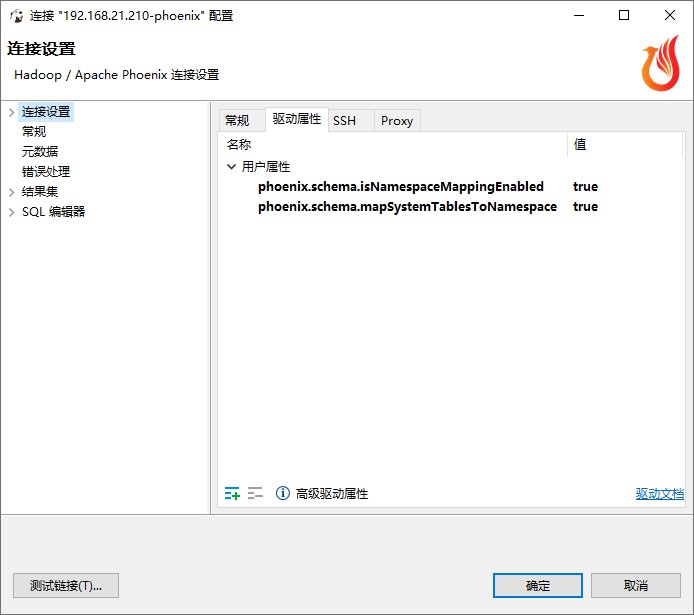 连接 "192.168.21.210-phoenix" 配置
连接设置
Hadoop / Apache Phoenix 连接设置
连接设置
常规
元数据
错误处理
结果集
SQL 编辑器
常规 驱动属性 SSH Proxy
名称 值
用户属性
phoenix.schema.isNamespaceMappingEnabled true
phoenix.schema.mapSystemTablesToNamespace true
高级驱动属性 驱动文档
测试链接(T)... 确定 取消